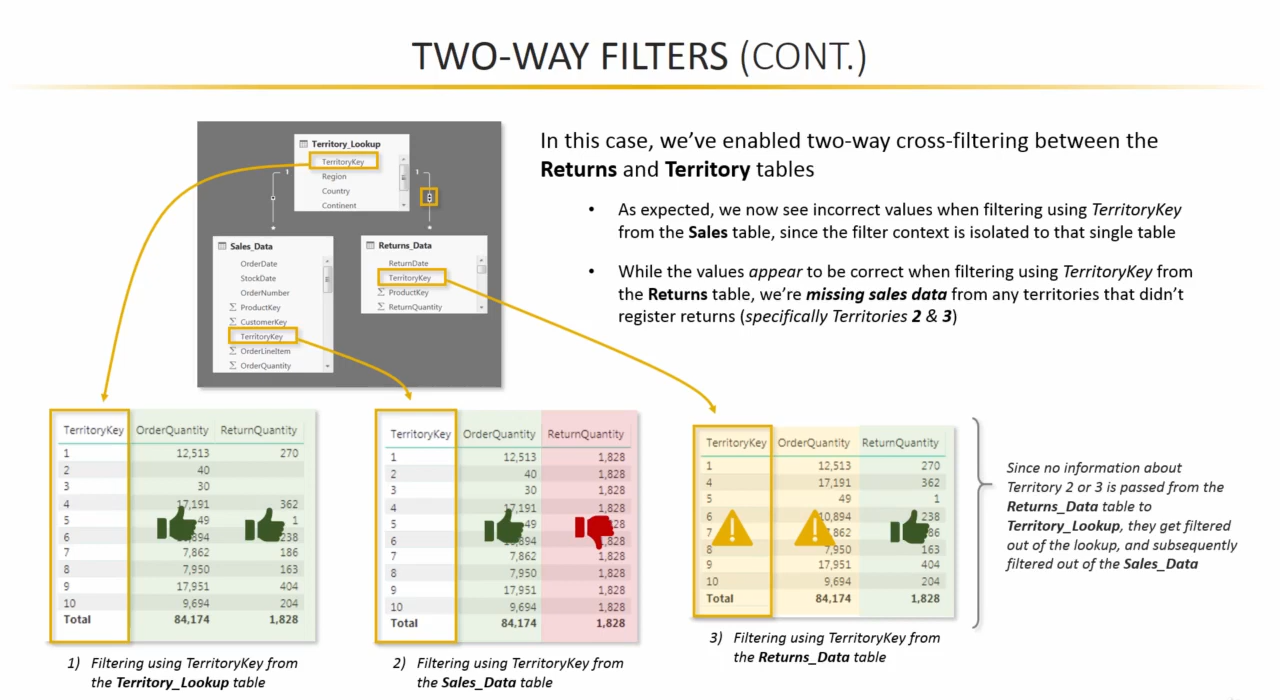 TWO-WAY FILTERS (CONT.)
Territory_Lookup
TerritoryKey
Region
Country
Continent
1
1
Sales_Data
OrderDate
StockDate
OrderNumber
Σ ProductKey
Σ CustomerKey
TerritoryKey
Σ OrderLineItem
Σ OrderQuantity
Returns_Data
ReturnDate
TerritoryKey
Σ ProductKey
Σ ReturnQuantity
In this case, we’ve enabled two-way cross-filtering between the
Returns and Territory tables
• As expected, we now see incorrect values when filtering using TerritoryKey
from the Sales table, since the filter context is isolated to that single table
• While the values appear to be correct when filtering using TerritoryKey from
the Returns table, we’re missing sales data from any territories that didn’t
register returns (specifically Territories 2 & 3)
TerritoryKey OrderQuantity ReturnQuantity
1 12,513 270
2 40
3 30
4 17,191 362
5 49 1
6 894 238
7 7,862 186
8 7,950 163
9 17,951 404
10 9,694 204
Total 84,174 1,828
1) Filtering using TerritoryKey from
the Territory_Lookup table
TerritoryKey OrderQuantity ReturnQuantity
1 12,513 1,828
2 40 1,828
3 30 1,828
4 17,191 1,828
5 49 28
6 894 ,828
7 7,862 1,828
8 7,950 1,828
9 17,951 1,828
10 9,694 1,828
Total 84,174 1,828
2) Filtering using TerritoryKey from
the Sales_Data table
TerritoryKey OrderQuantity ReturnQuantity
1 12,513 270
4 17,191 362
5 49 1
6 10,894 238
7 862 86
8 7,950 163
9 17,951 404
10 9,694 204
Total 84,174 1,828
3) Filtering using TerritoryKey from
the Returns_Data table
Since no information about
Territory 2 or 3 is passed from the
Returns_Data table to
Territory_Lookup, they get filtered
out of the lookup, and subsequently
filtered out of the Sales_Data